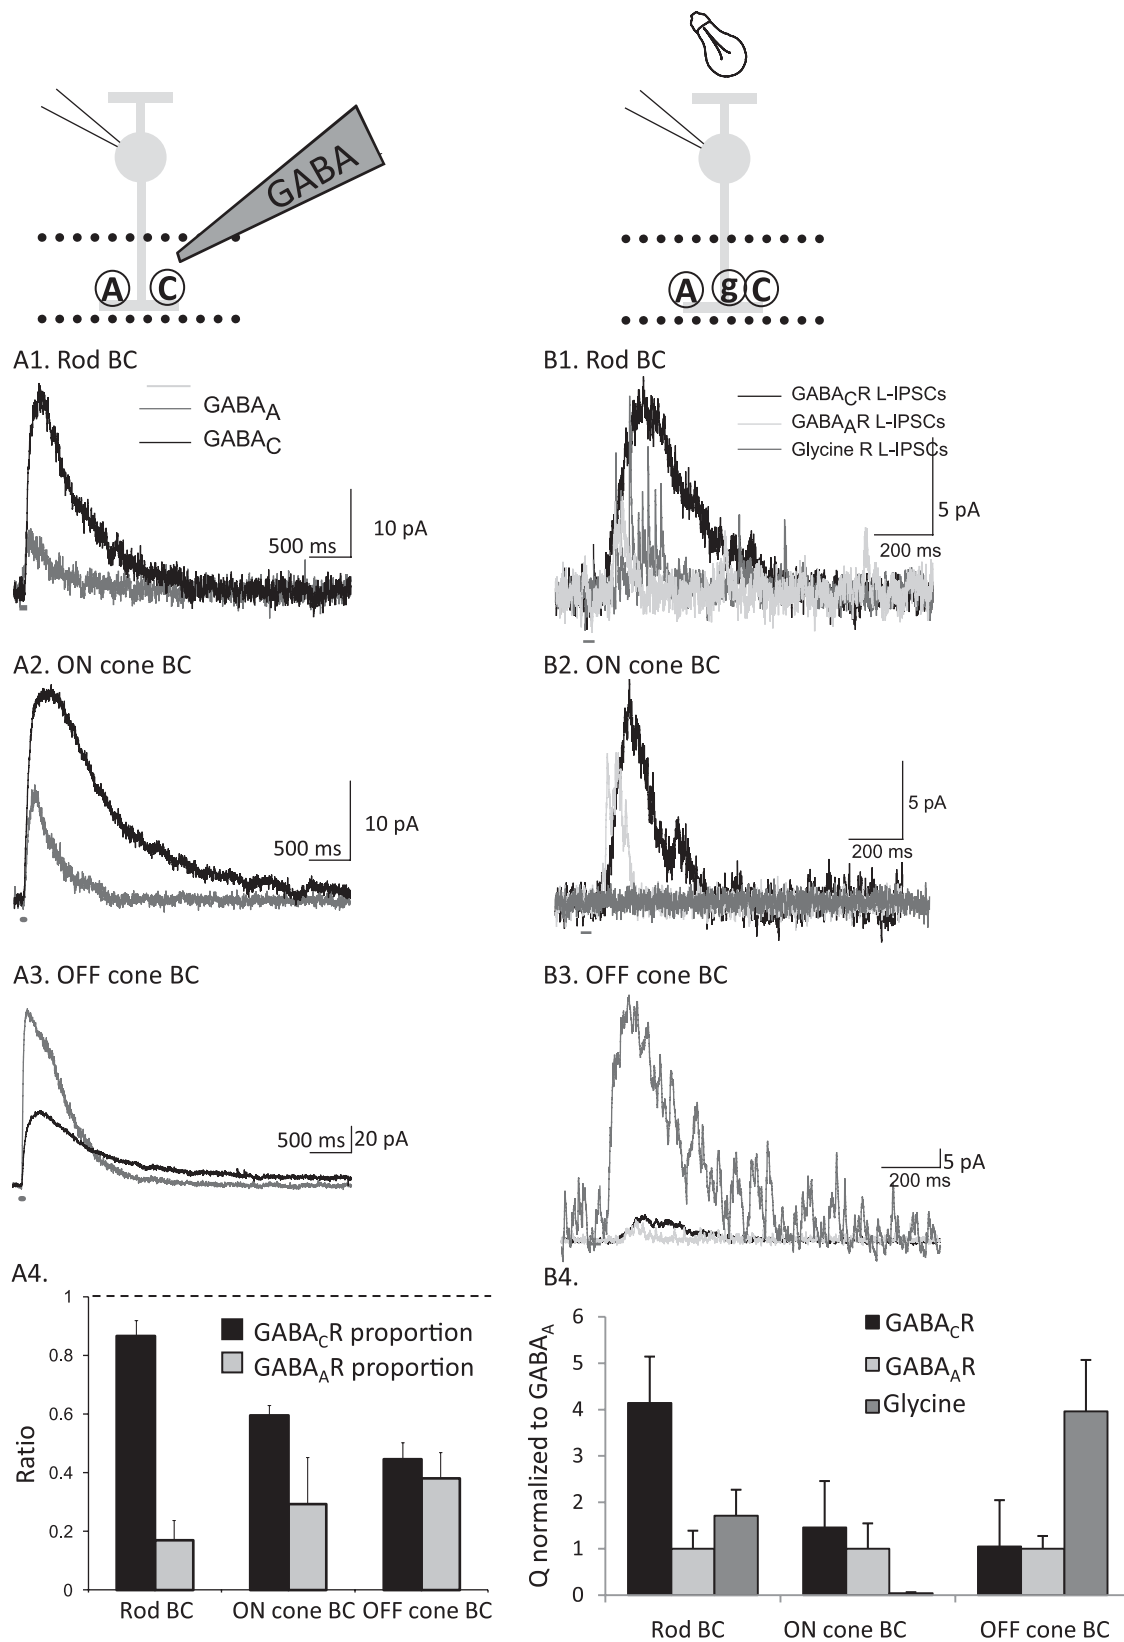 GABA
A C
A g C
A1. Rod BC
GABAA
GABAC
500 ms
10 pA
B1. Rod BC
GABACR L-IPSCs
GABAAR L-IPSCs
Glycine R L-IPSCs
5 pA
200 ms
A2. ON cone BC
500 ms
10 pA
B2. ON cone BC
5 pA
200 ms
A3. OFF cone BC
500 ms 20 pA
B3. OFF cone BC
5 pA
200 ms
A4.
1
0.8
0.6
0.4
0.2
0
Ratio
GABACR proportion
GABAAR proportion
Rod BC ON cone BC OFF cone BC
B4.
6
5
4
3
2
1
0
Q normalized to GABAA
GABACR
GABAAR
Glycine
Rod BC ON cone BC OFF cone BC